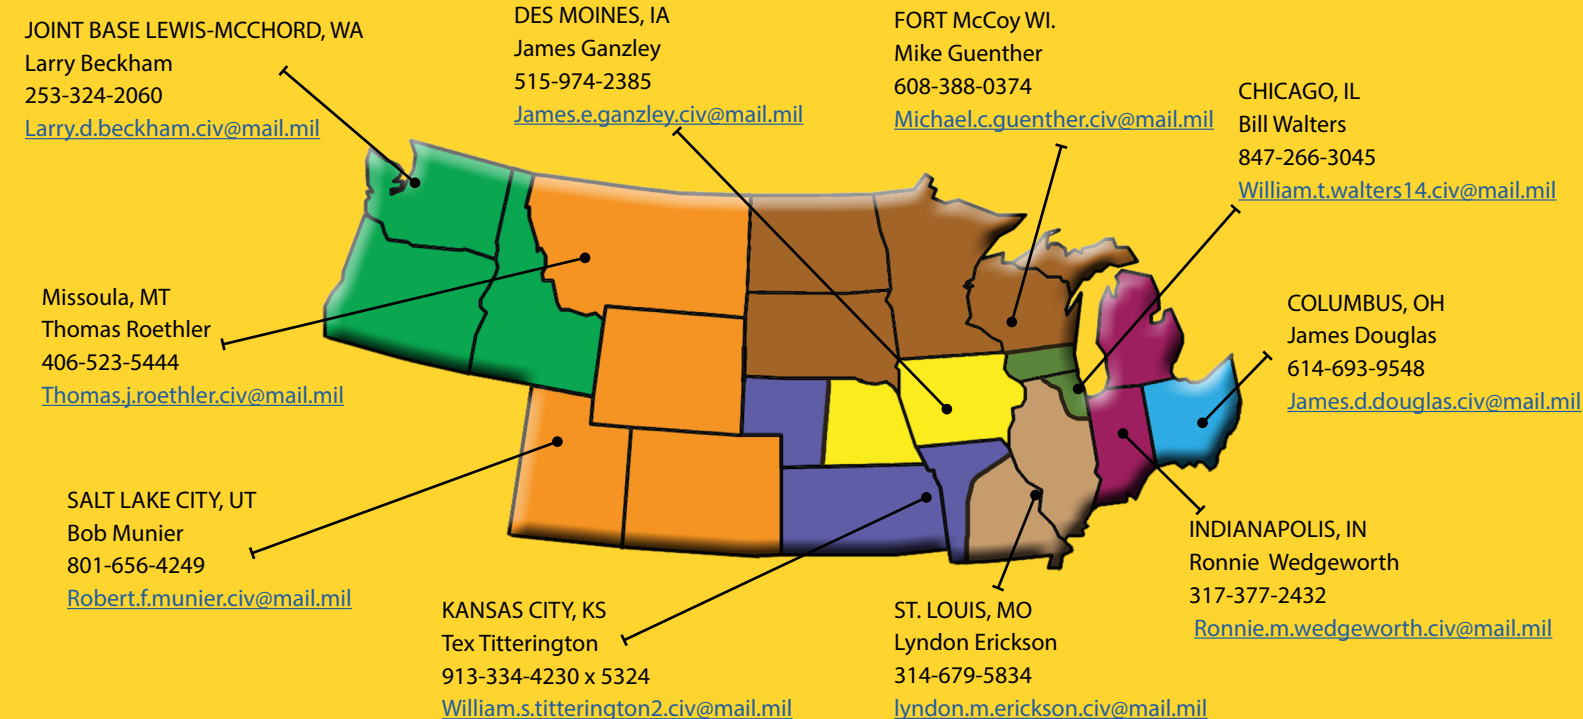 JOINT BASE LEWIS-MCCHORD, WA
Larry Beckham
253-324-2060
Larry.d.beckham.civ@mail.mil
DES MOINES, IA
James Ganzley
515-974-2385
James.e.ganzley.civ@mail.mil
FORT McCoy WI.
Mike Guenther
608-388-0374
Michael.c.guenther.civ@mail.mil
CHICAGO, IL
Bill Walters
847-266-3045
William.t.walters14.civ@mail.mil
Missoula, MT
Thomas Roethler
406-523-5444
Thomas.j.roethler.civ@mail.mil
COLUMBUS, OH
James Douglas
614-693-9548
James.d.douglas.civ@mail.mil
SALT LAKE CITY, UT
Bob Munier
801-656-4249
Robert.f.munier.civ@mail.mil
KANSAS CITY, KS
Tex Titterington
913-334-4230 x 5324
William.s.titterington2.civ@mail.mil
ST. LOUIS, MO
Lyndon Erickson
314-679-5834
lyndon.m.erickson.civ@mail.mil
INDIANAPOLIS, IN
Ronnie  Wedgeworth
317-377-2432
Ronnie.m.wedgeworth.civ@mail.mil